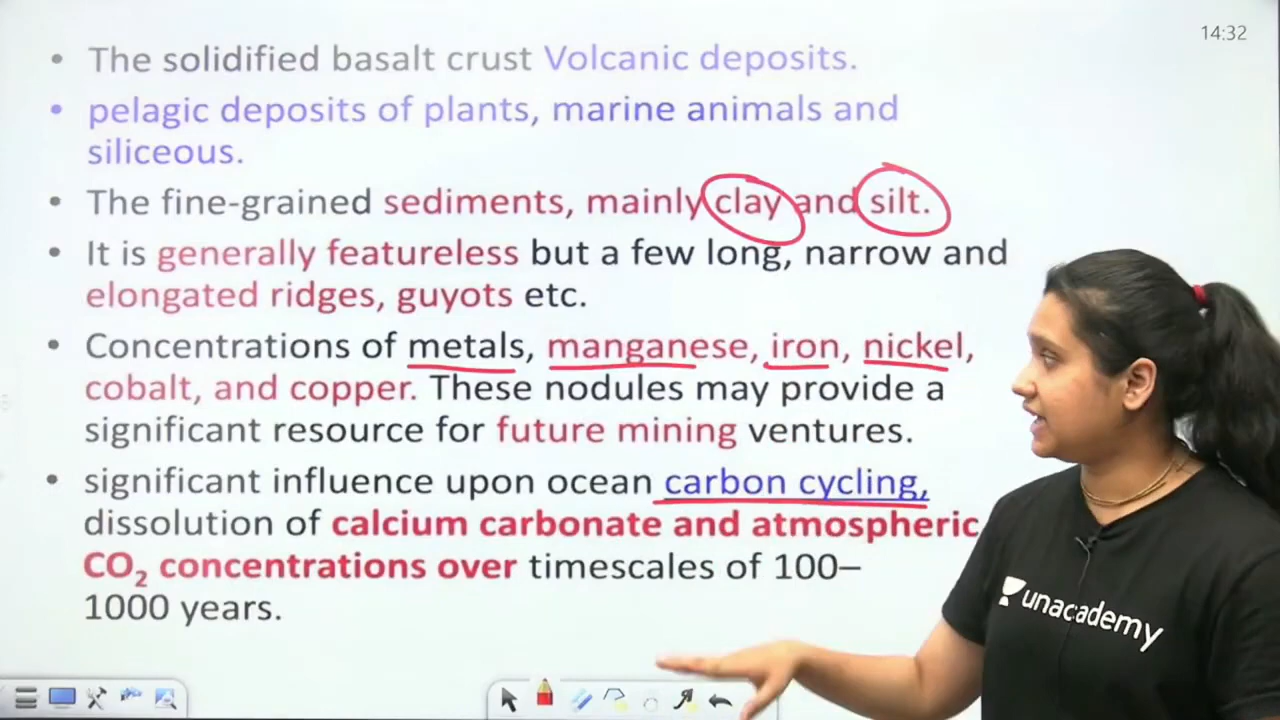 14:32
• The solidified basalt crust Volcanic deposits.
• pelagic deposits of plants, marine animals and
siliceous.
• The fine-grained sediments, mainly clay and silt.
• It is generally featureless but a few long, narrow and
elongated ridges, guyots etc.
• Concentrations of metals, manganese, iron, nickel,
cobalt, and copper. These nodules may provide a
significant resource for future mining ventures.
• significant influence upon ocean carbon cycling,
dissolution of calcium carbonate and atmospheric
CO₂ concentrations over timescales of 100–
1000 years.
unacademy